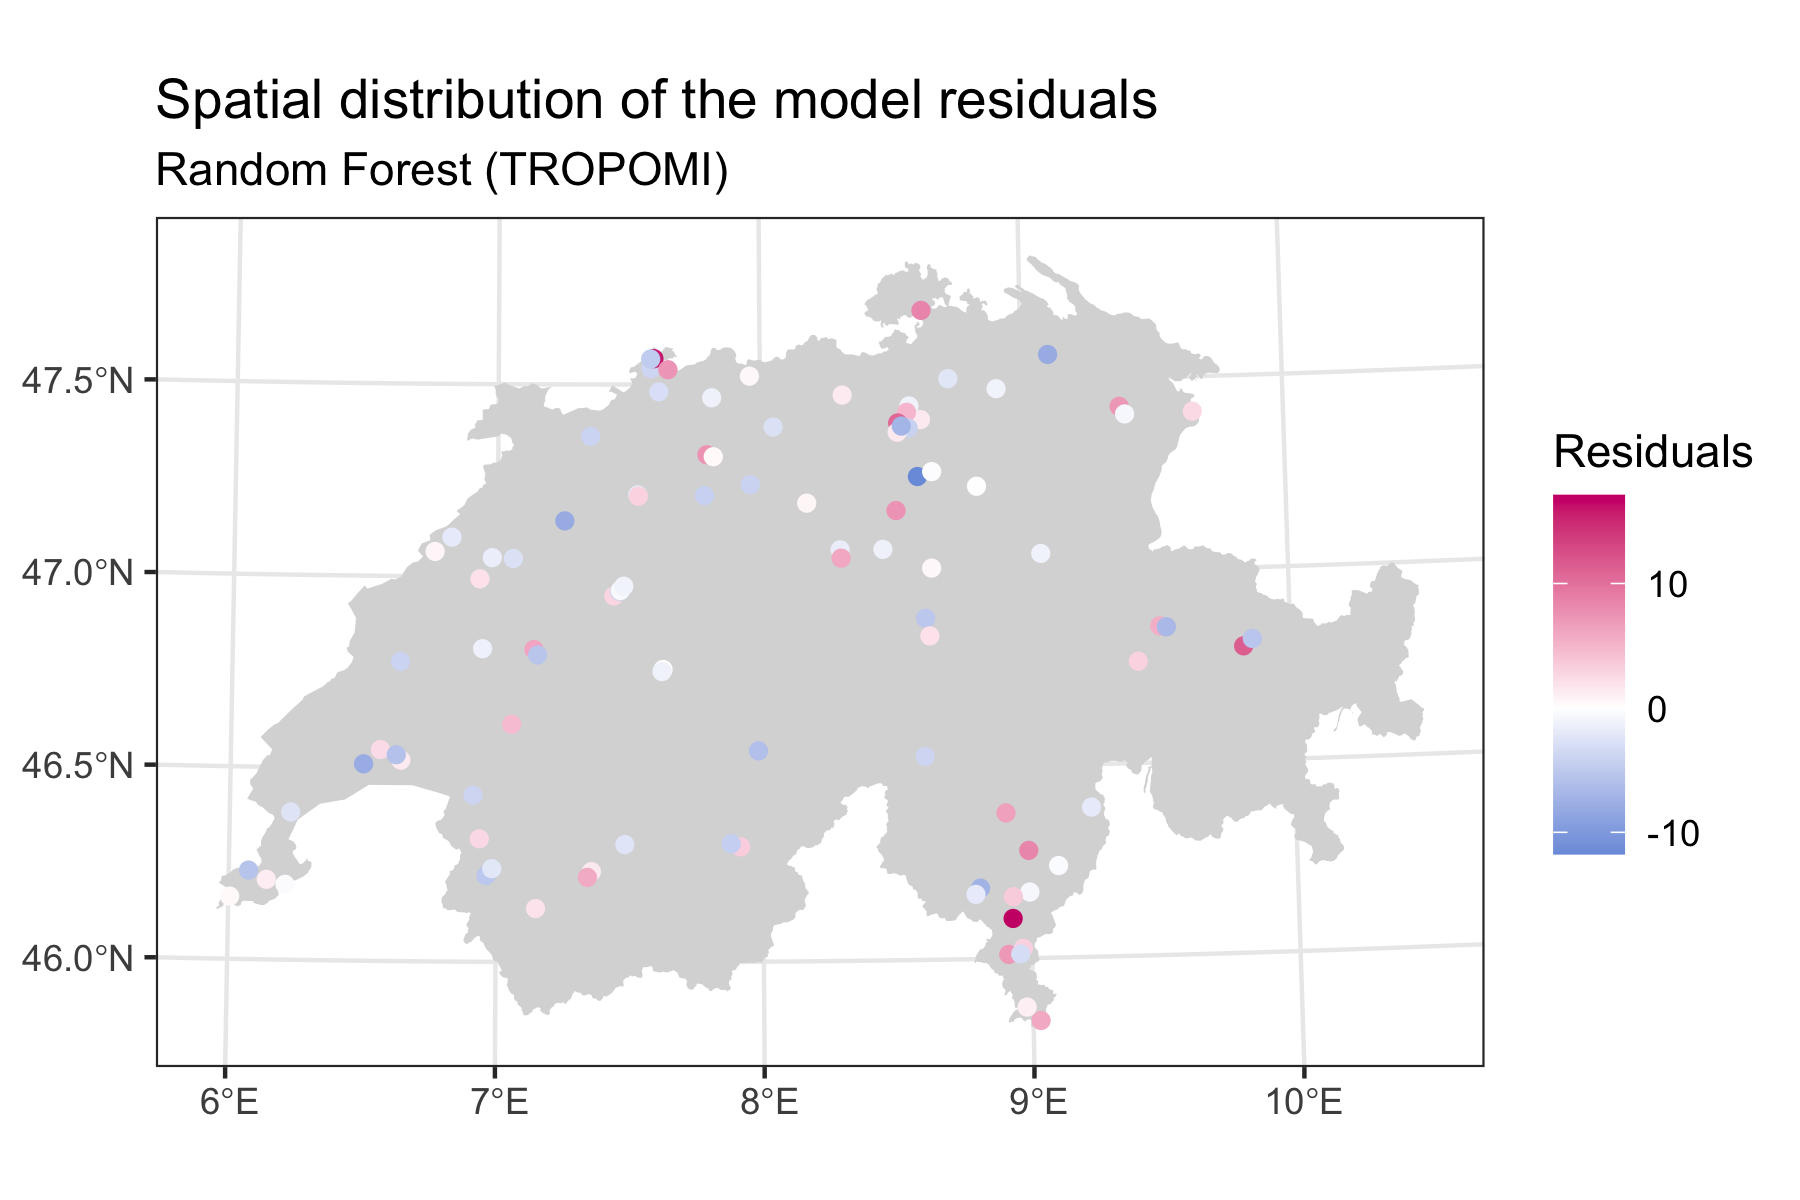 Spatial distribution of the model residuals
Random Forest (TROPOMI)
47.5°N
47.0°N
46.5°N
46.0°N
6°E
7°E
8°E
9°E
10°E
Residuals
10
0
-10